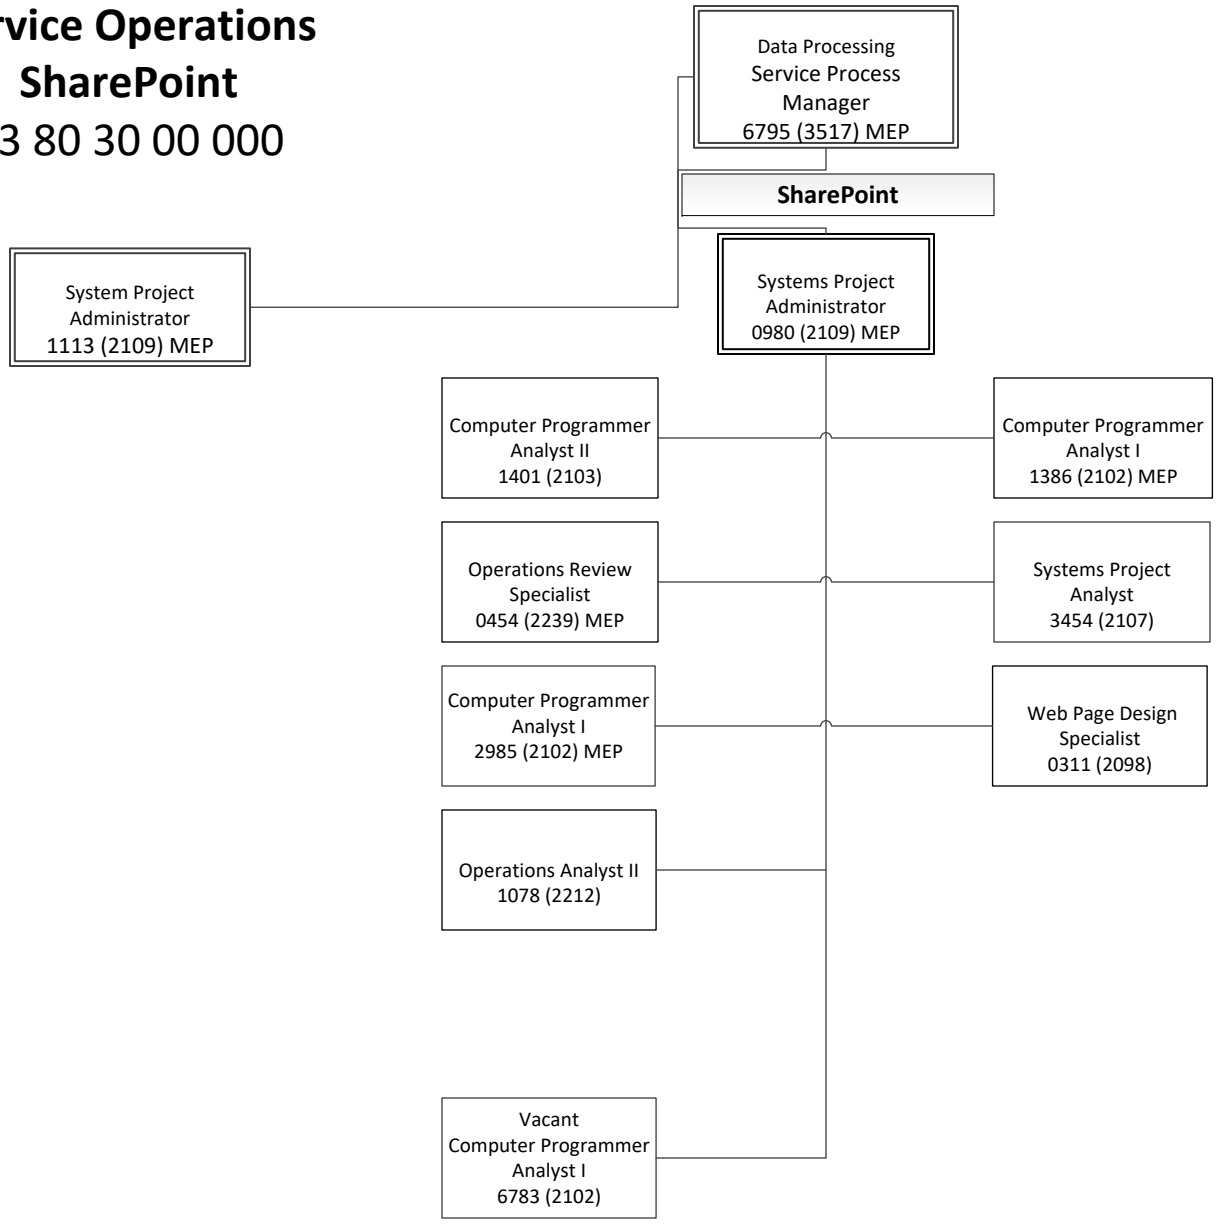 Operations
SharePoint
3 80 30 00 000
Data Processing
Service Process
Manager
6795 (3517) MEP
SharePoint
System Project
Administrator
1113 (2109) MEP
Systems Project
Administrator
0980 (2109) MEP
Computer Programmer
Analyst II
1401 (2103)
Computer Programmer
Analyst I
1386 (2102) MEP
Operations Review
Specialist
0454 (2239) MEP
Systems Project
Analyst
3454 (2107)
Computer Programmer
Analyst I
2985 (2102) MEP
Web Page Design
Specialist
0311 (2098)
Operations Analyst II
1078 (2212)
Vacant
Computer Programmer
Analyst I
6783 (2102)